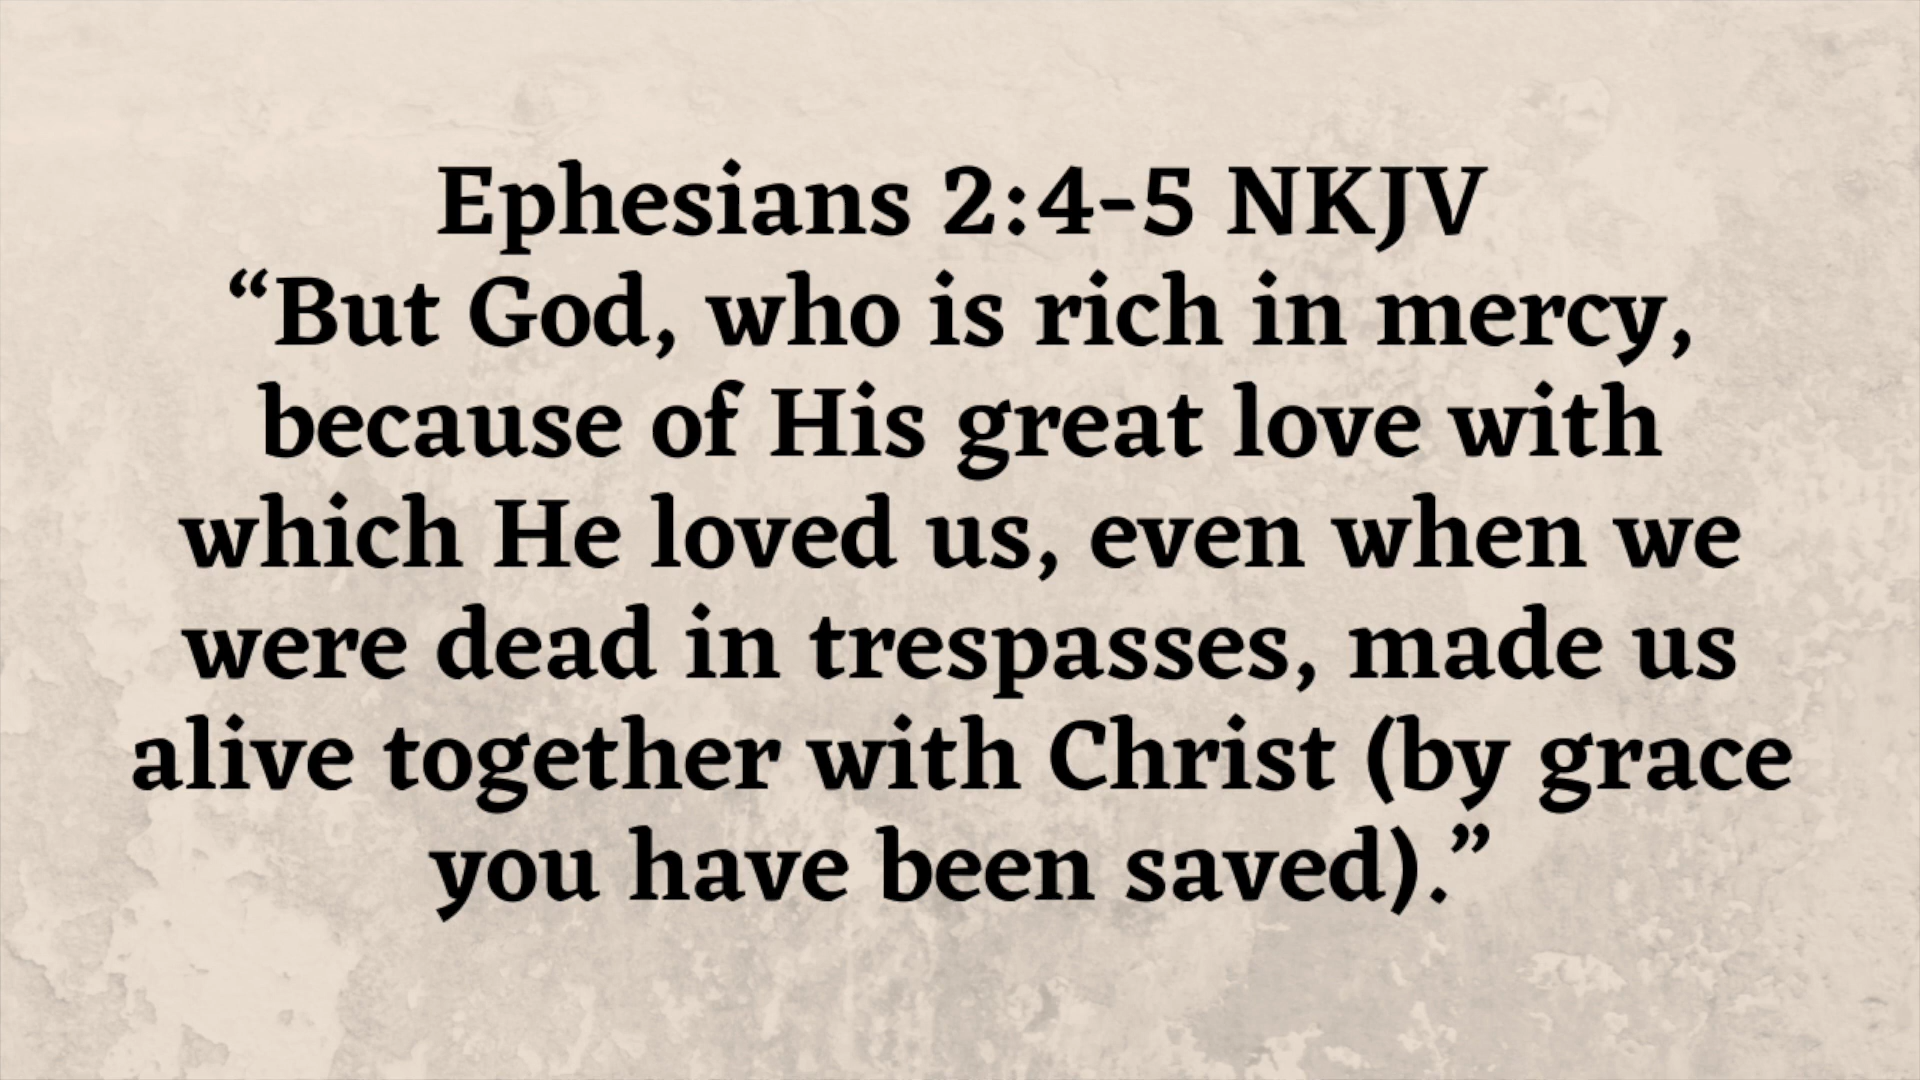 Ephesians 2:4-5 NKJV
“But God, who is rich in mercy,
because of His great love with
which He loved us, even when we
were dead in trespasses, made us
alive together with Christ (by grace
you have been saved).”